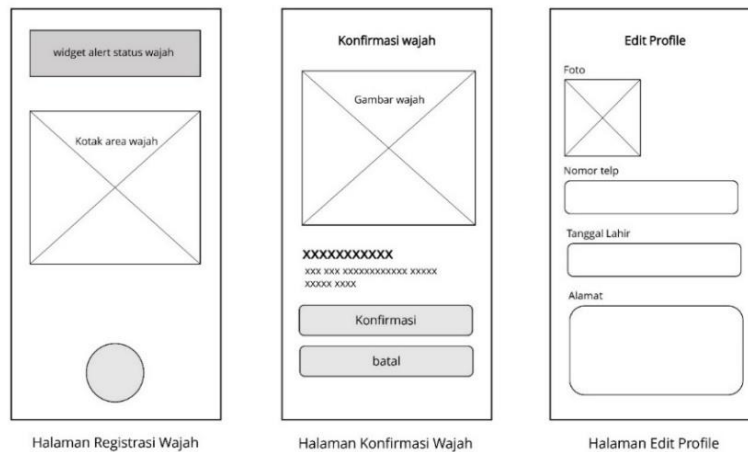 widget alert status wajah
Kotak area wajah
Halaman Registrasi Wajah
Konfirmasi wajah
Gambar wajah
XXXXXXXXXXX
xxx xxx xxxxxxxxxxxx xxxxx
xxxxx xxxx
Konfirmasi
batal
Halaman Konfirmasi Wajah
Edit Profile
Foto
Nomor telp
Tanggal Lahir
Alamat
Halaman Edit Profile